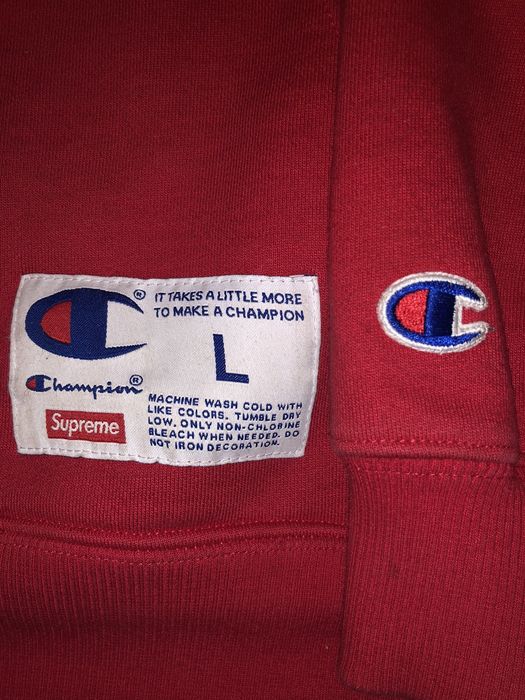 IT TAKES A LITTLE MORE
TO MAKE A CHAMPION
L
Champion®
Supreme
MACHINE WASH COLD WITH
LIKE COLORS. TUMBLE DRY
LOW. ONLY NON-CHLORINE
BLEACH WHEN NEEDED. DO
NOT IRON DECORATION.